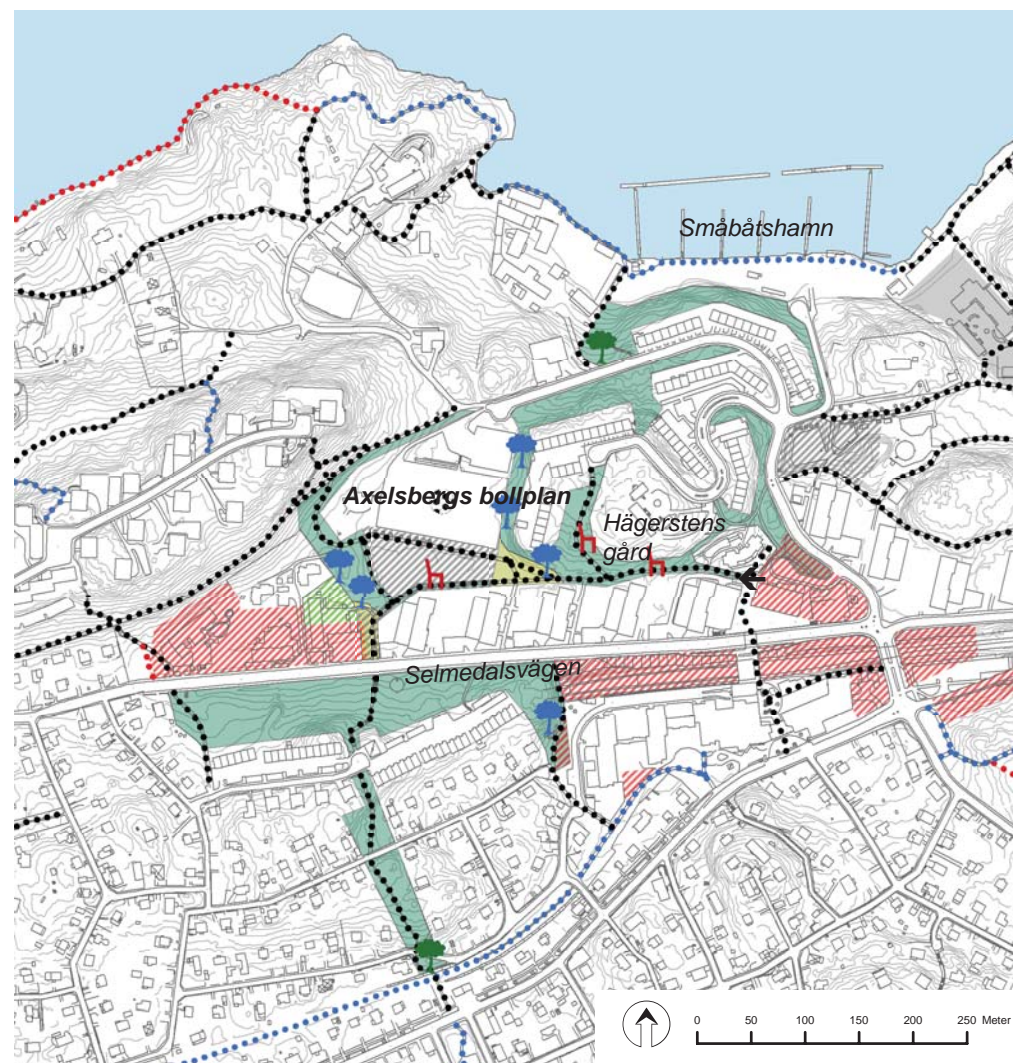 Småbåtshamn
Axelsbergs bollplan
Hägerstens
gård
Selmedalsvägen
0 50 100 150 200 250 Meter